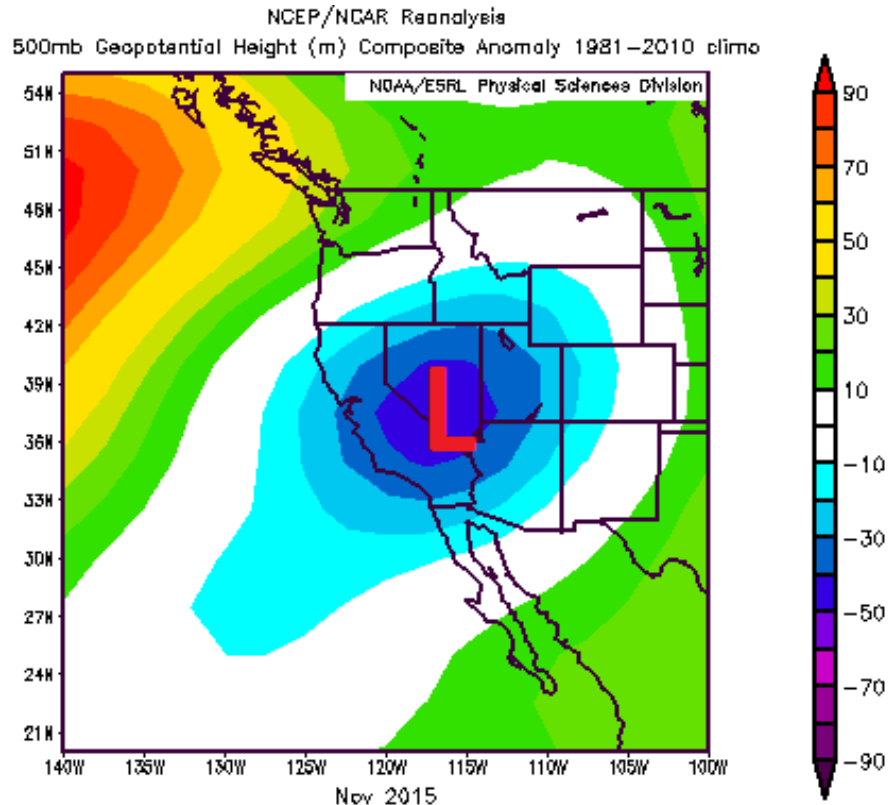 NCEP/NCAR Reanalysis
500mb Geopotential Height (m) Composite Anomaly 1981-2010 climo
NOAA/ESRL Physical Sciences Division
54N
51N
48N
45N
42N
39N
36N
33N
30N
27N
24N
21N
140W 135W 130W 125W 120W 115W 110W 105W 100W
Nov 2015
L
90
70
50
30
10
-10
-30
-50
-70
-90